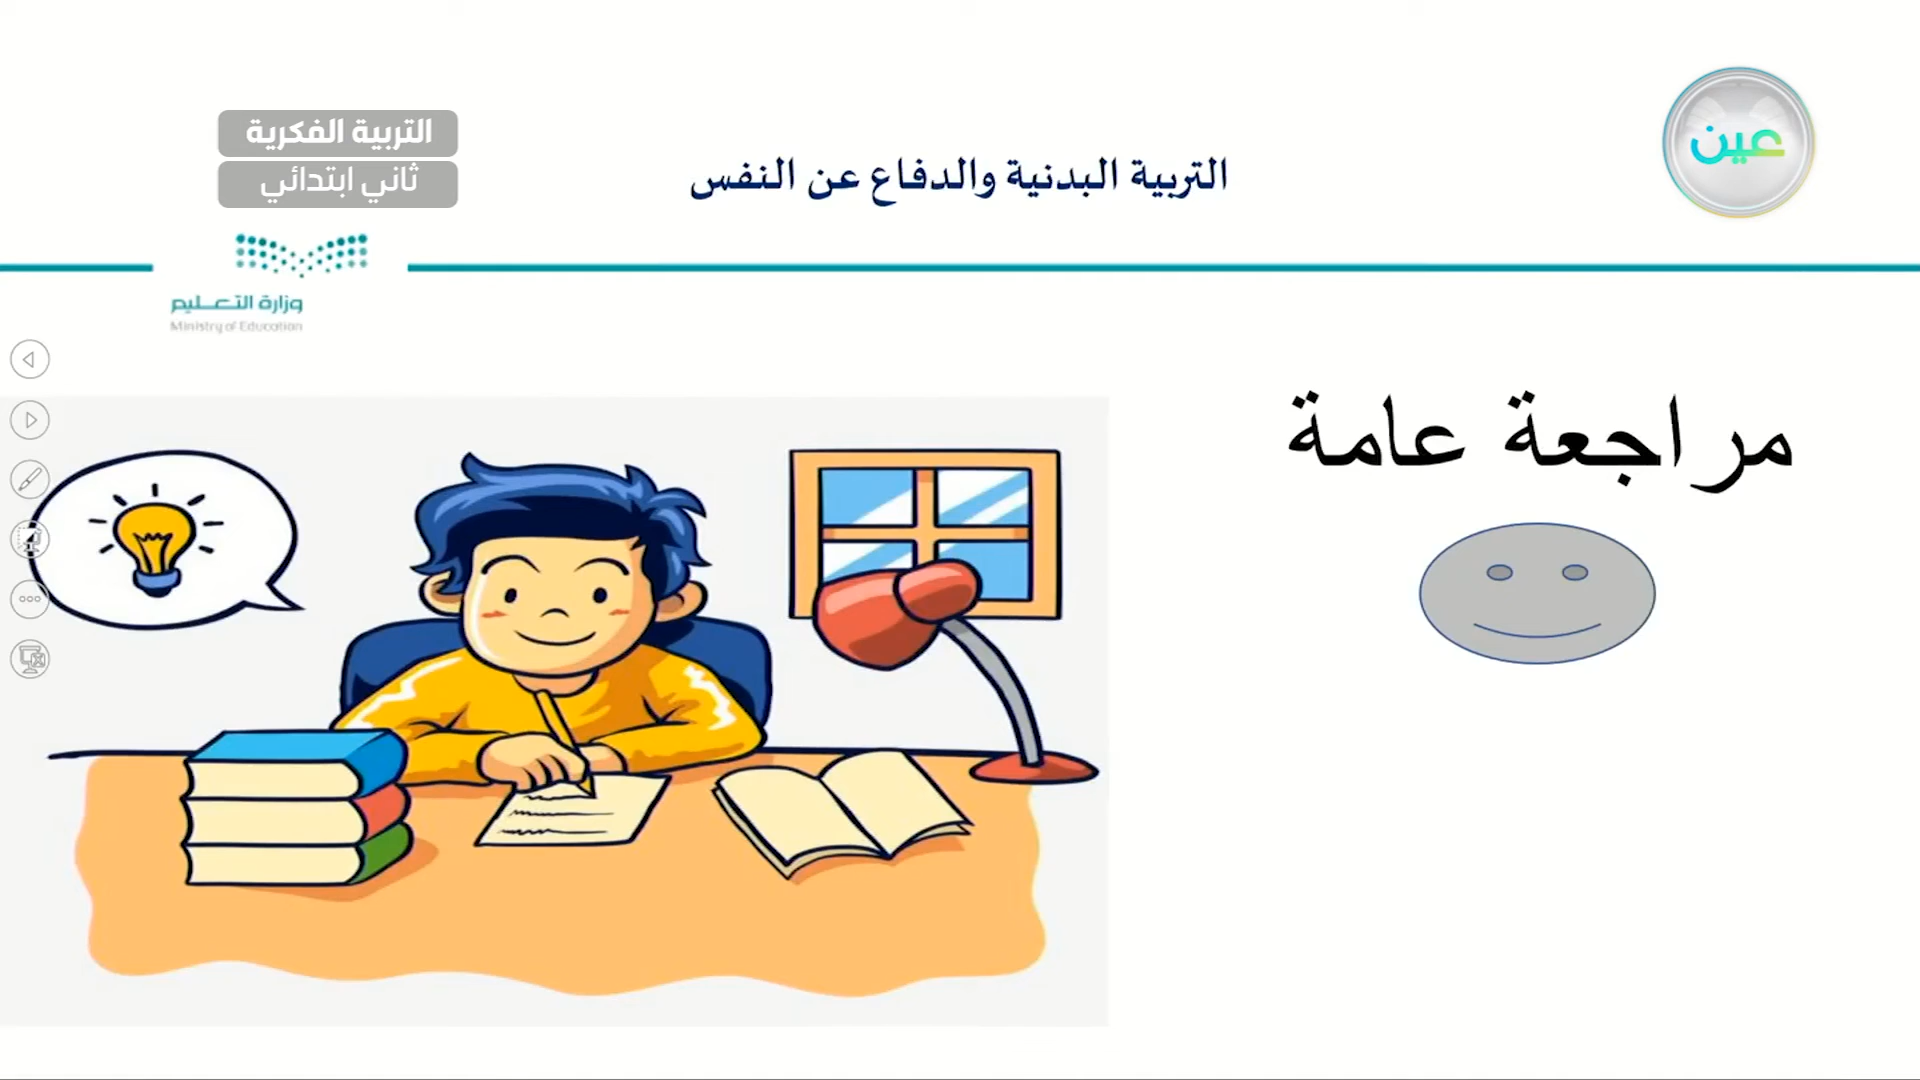 عين
التربية الفكرية
ثاني ابتدائي
التربية البدنية والدفاع عن النفس
وزارة التعليم
Ministry of Education
مراجعة عامة